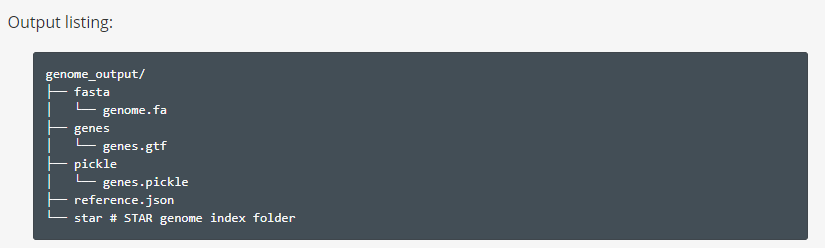 Output listing:
genome_output/
├── fasta
│   └── genome.fa
├── genes
│   └── genes.gtf
├── pickle
│   └── genes.pickle
├── reference.json
└── star # STAR genome index folder